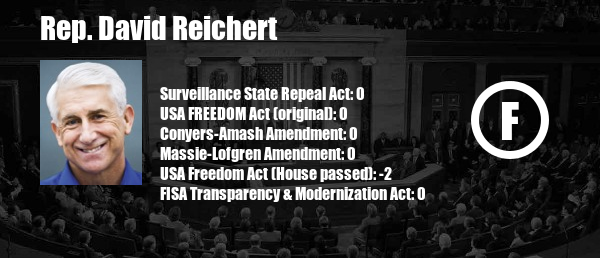 Rep. David Reichert
Surveillance State Repeal Act: 0
USA FREEDOM Act (original): 0
Conyers-Amash Amendment: 0
Massie-Lofgren Amendment: 0
USA Freedom Act (House passed): -2
FISA Transparency & Modernization Act: 0
F